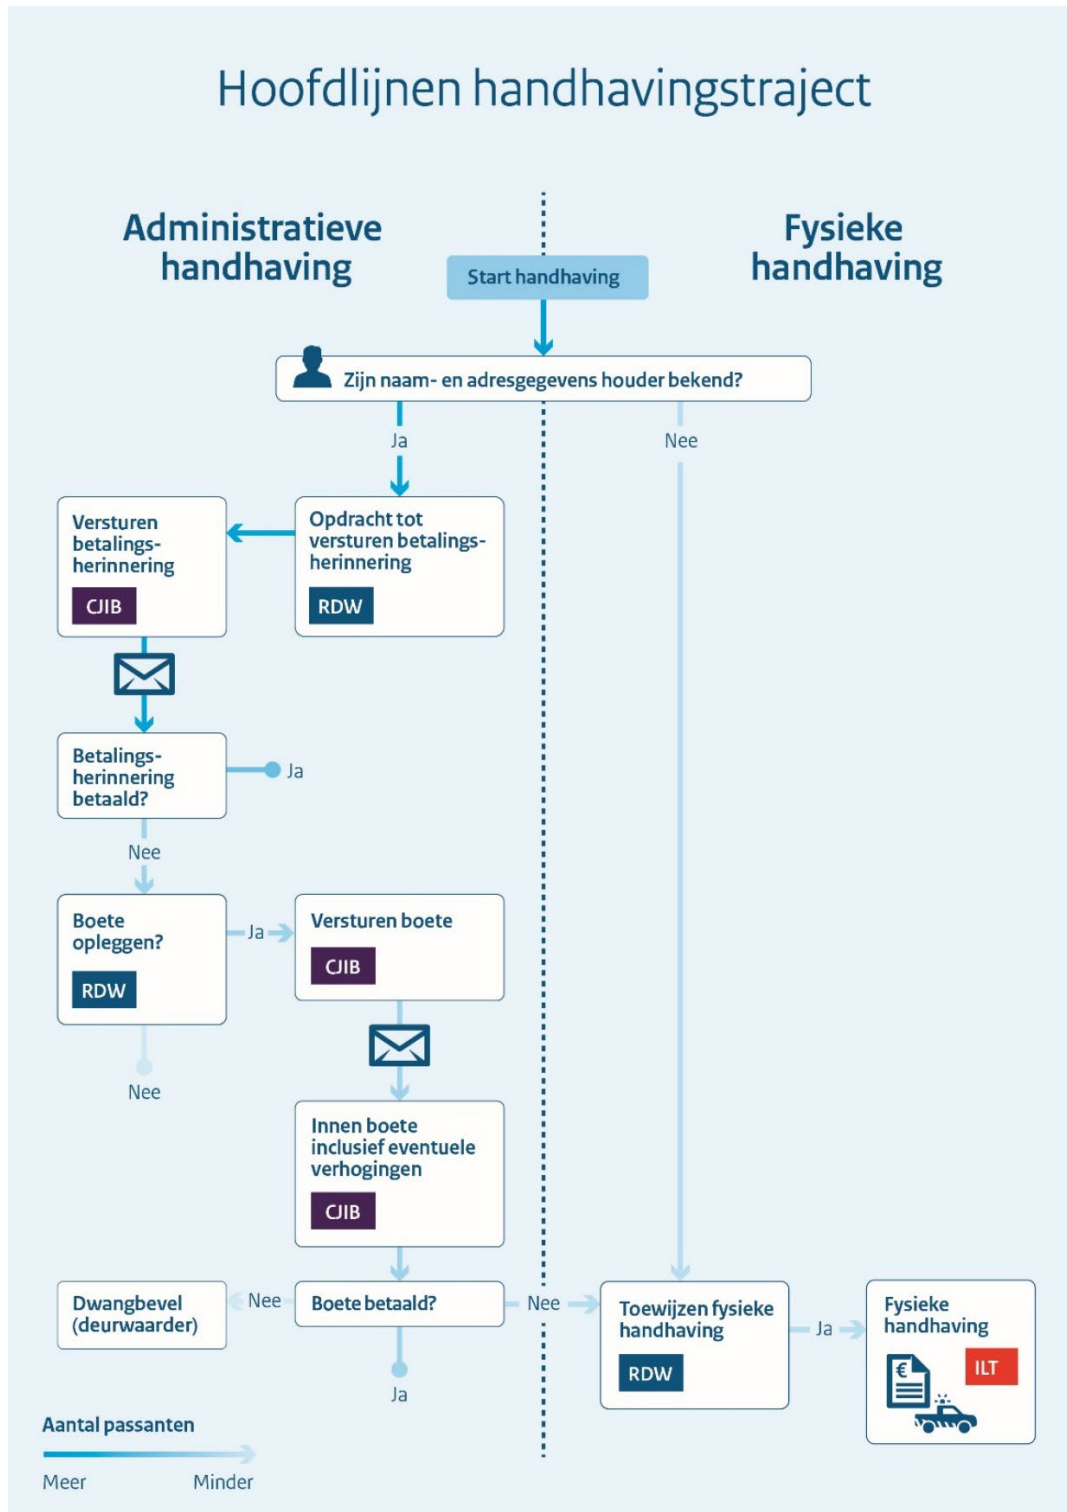 Hoofdlijnen handhavingstraject
Administratieve
handhaving
Fysieke
handhaving
Start handhaving
Zijn naam- en adresgegevens houder bekend?
Ja
Nee
Versturen
betalings-
herinnering
CJIB
Opdracht tot
versturen betalings-
herinnering
RDW
Betalings-
herinnering
betaald?
Ja
Nee
Boete
opleggen?
RDW
Ja
Versturen boete
CJIB
Nee
Innen boete
inclusief eventuele
verhogingen
CJIB
Dwangbevel
(deurwaarder)
Nee
Boete betaald?
Nee
Toewijzen fysieke
handhaving
RDW
Ja
Fysieke
handhaving
€
ILT
Ja
Aantal passanten
Meer
Minder